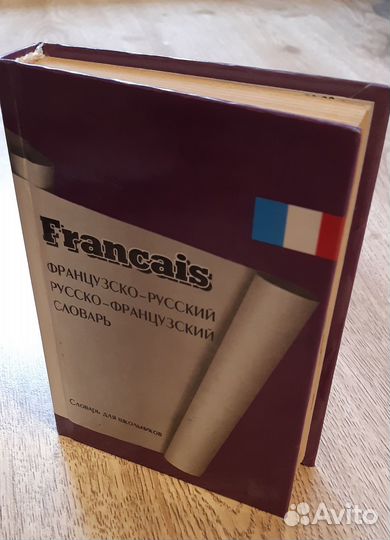 Francais
ФРАНЦУЗСКО-РУССКИЙ
РУССКО-ФРАНЦУЗСКИЙ
СЛОВАРЬ
Словарь для школьников
Avito